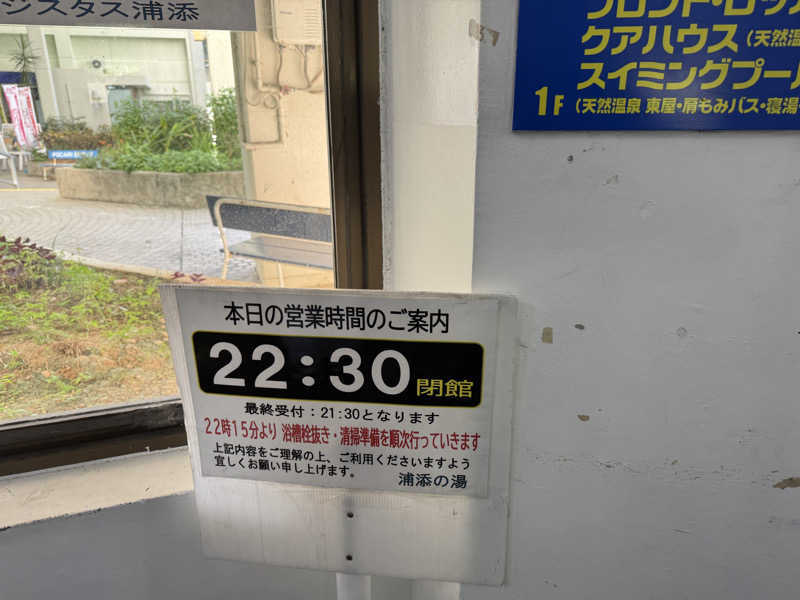 ジスタス浦添
フロント・ロッ
クアハウス(天然温
スイミングプール
1F(天然温泉 東屋・肩もみバス・寝湯
本日の営業時間のご案内
22:30閉館
最終受付:21:30となります
22時15分より 浴槽栓抜き・清掃準備を順次行っていきます
上記内容をご理解の上、ご利用くださいますよう
宜しくお願い申し上げます。
浦添の湯